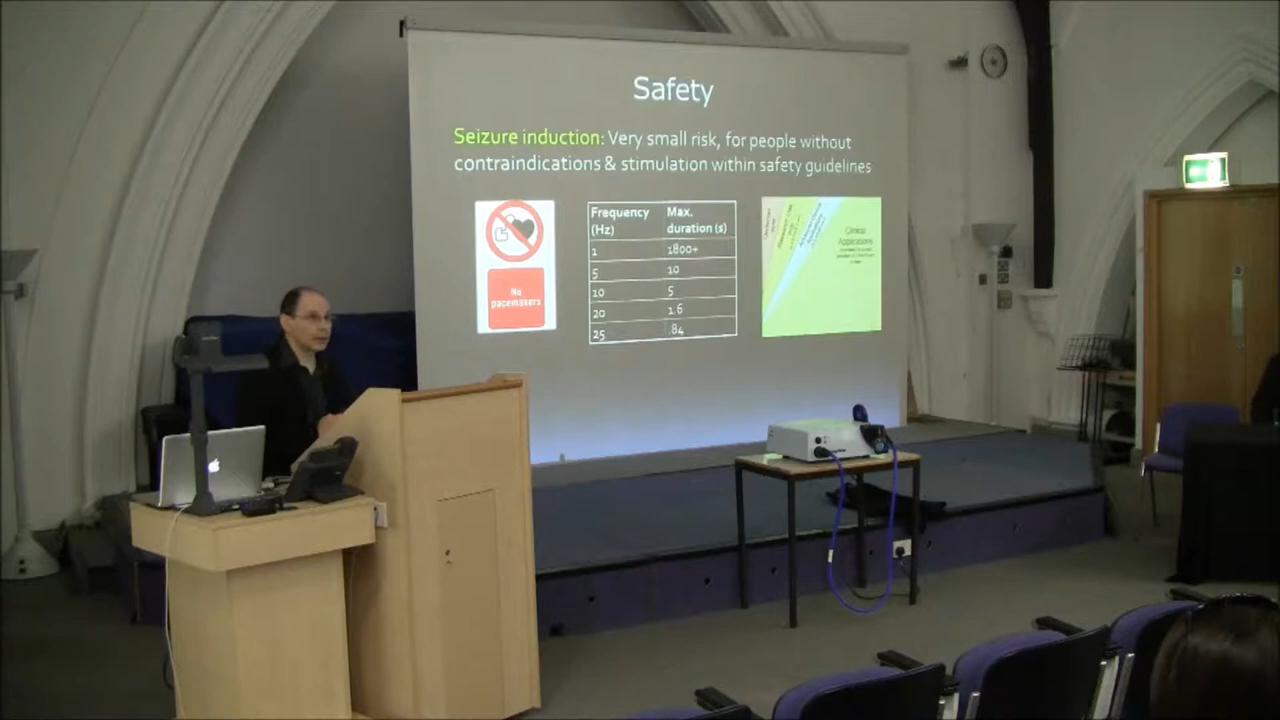 Safety
Seizure induction: Very small risk, for people without
contraindications & stimulation within safety guidelines
No
pacemakers
Frequency (Hz) Max. duration (s)
1 1800+
5 10
10 5
20 1.6
25 .84
Clinical
Applications